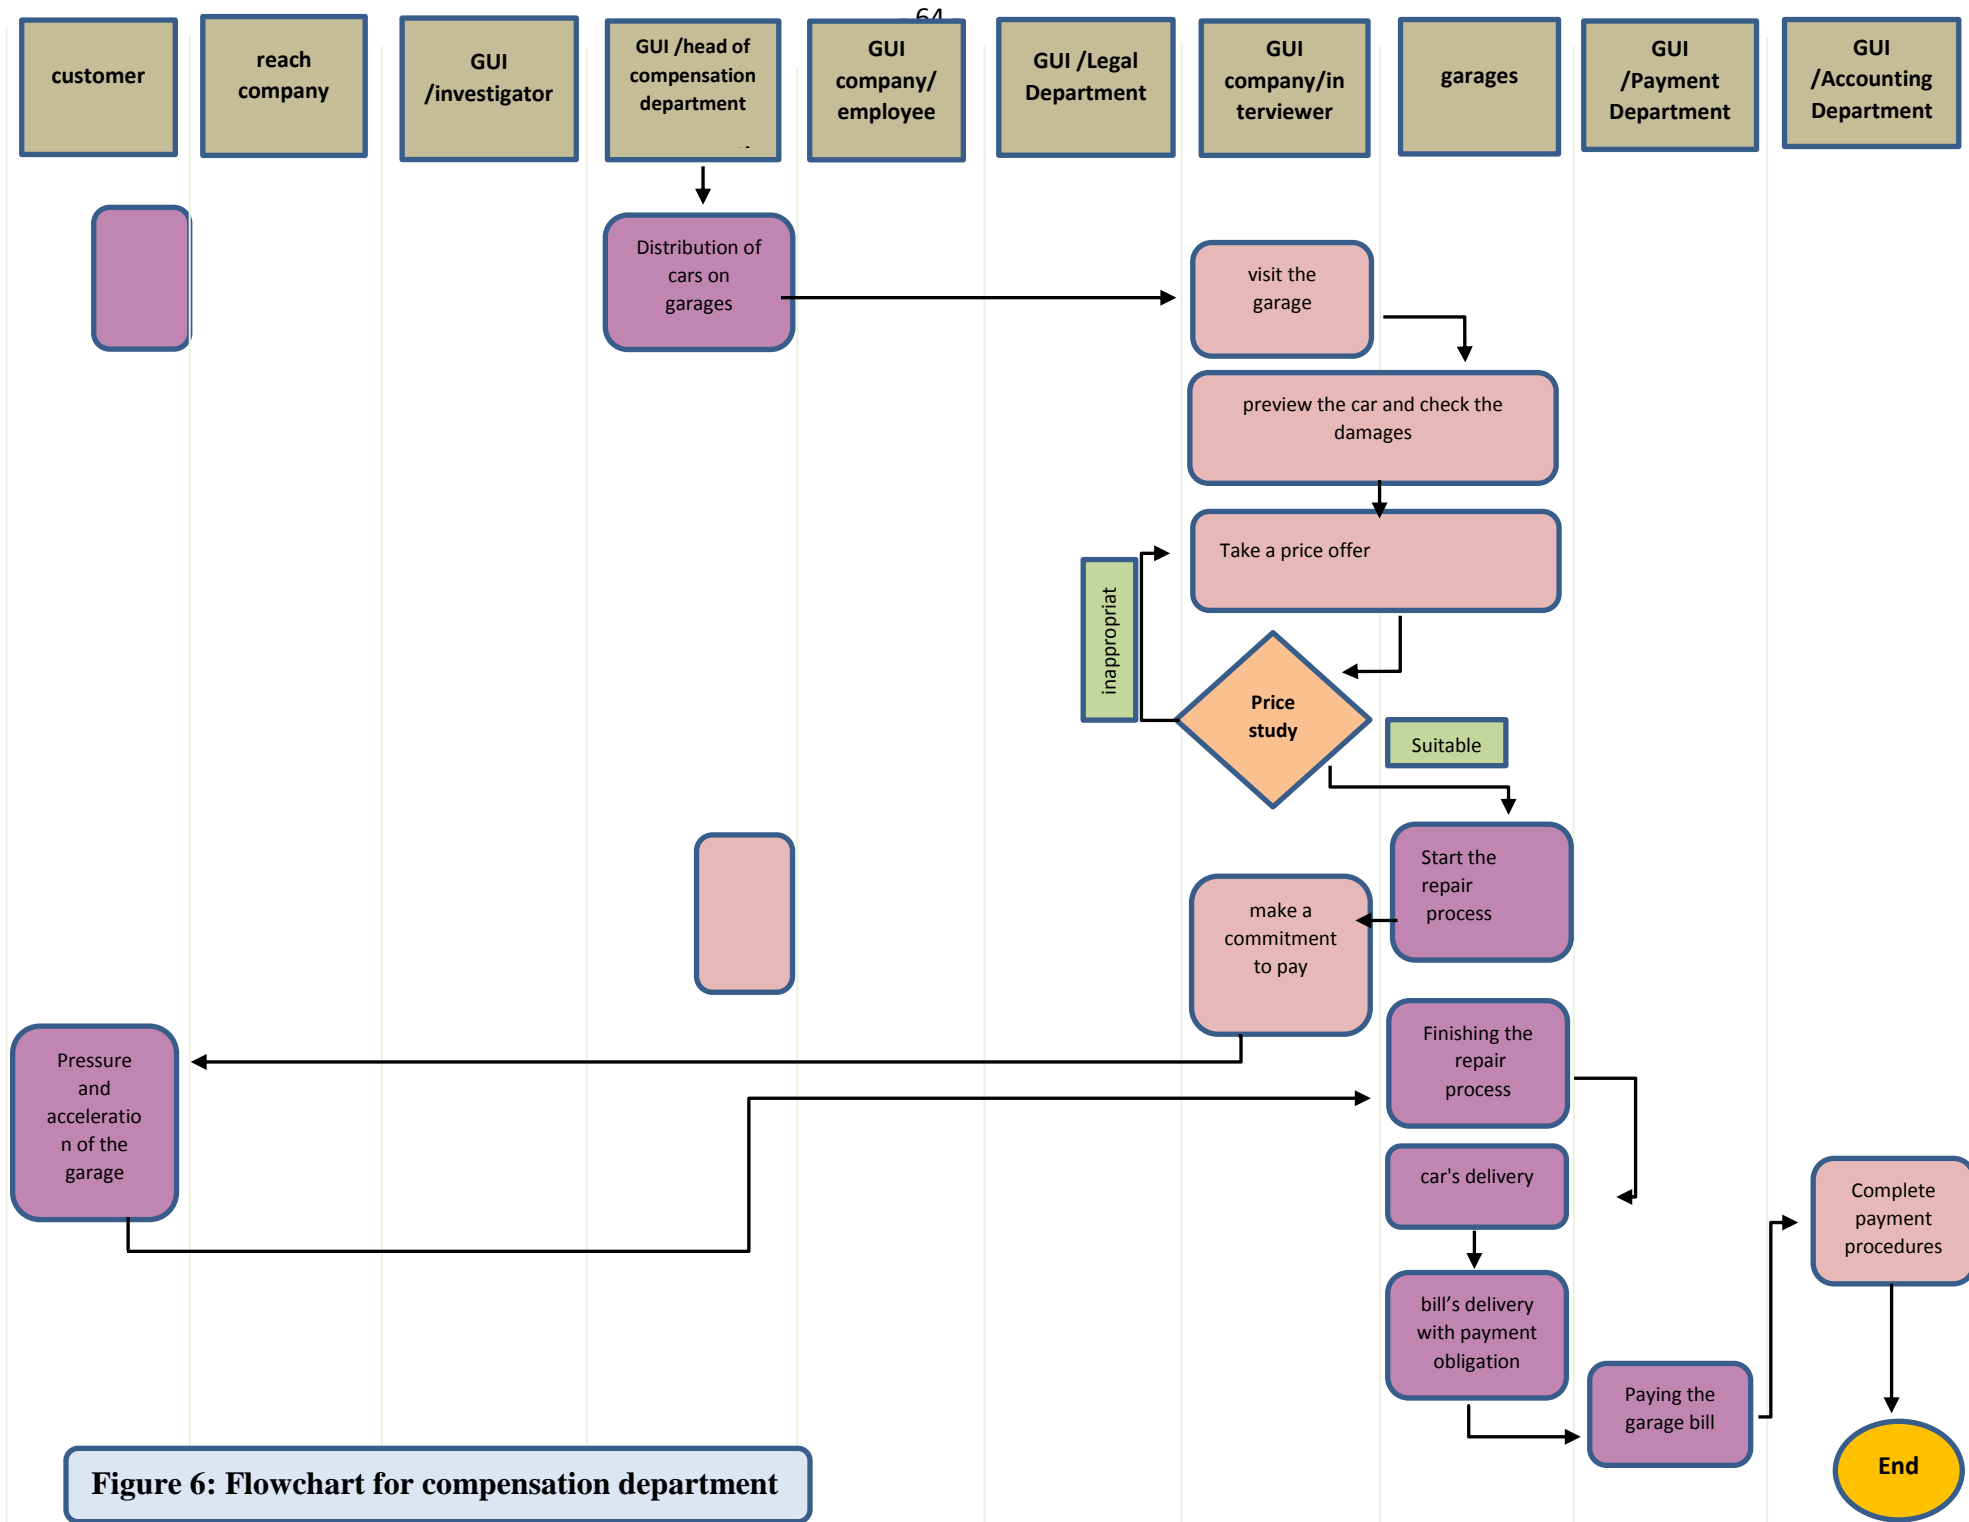 64
customer
reach
company
GUI
/investigator
GUI /head of
compensation
department
GUI
company/
employee
GUI /Legal
Department
GUI
company/in
terviewer
garages
GUI
/Payment
Department
GUI
/Accounting
Department
Distribution of
cars on
garages
visit the
garage
preview the car and check the
damages
Take a price offer
inappropriat
Price
study
Suitable
Start the
repair
process
make a
commitment
to pay
Finishing the
repair
process
Pressure
and
acceleratio
n of the
garage
car's delivery
Complete
payment
procedures
bill’s delivery
with payment
obligation
Paying the
garage bill
End
Figure 6: Flowchart for compensation department